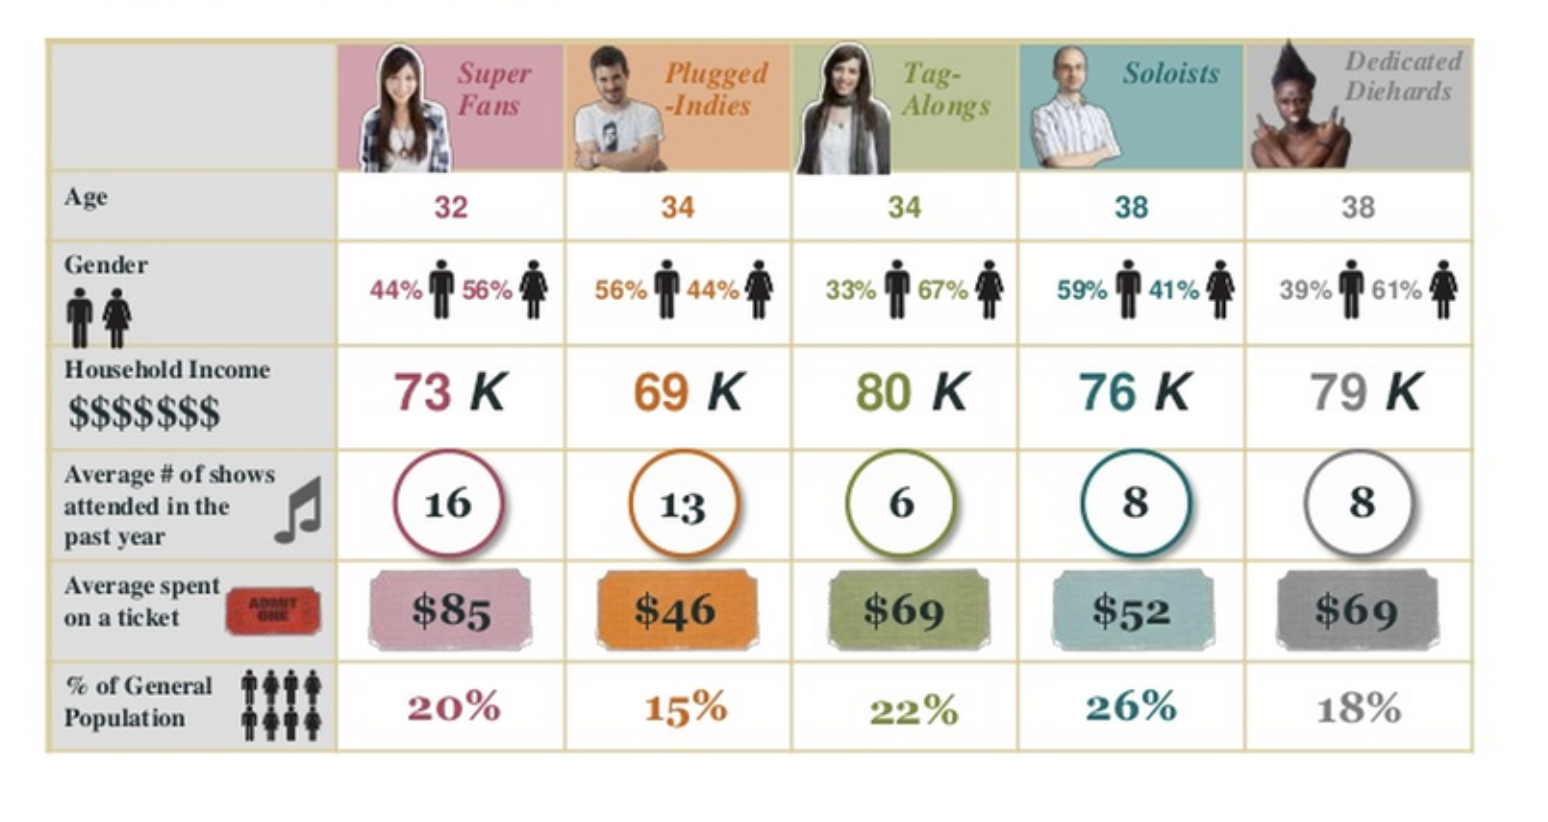 Super
Fans
Plugged
-Indies
Tag-
Alongs
Soloists
Dedicated
Diehards
Age
32
34
34
38
38
Gender
44% 56%
56% 44%
33% 67%
59% 41%
39% 61%
Household Income
$$$$$$$
73 K
69 K
80 K
76 K
79 K
Average # of shows
attended in the
past year
16
13
6
8
8
Average spent
on a ticket
ADMIT
ONE
$85
$46
$69
$52
$69
% of General
Population
20%
15%
22%
26%
18%